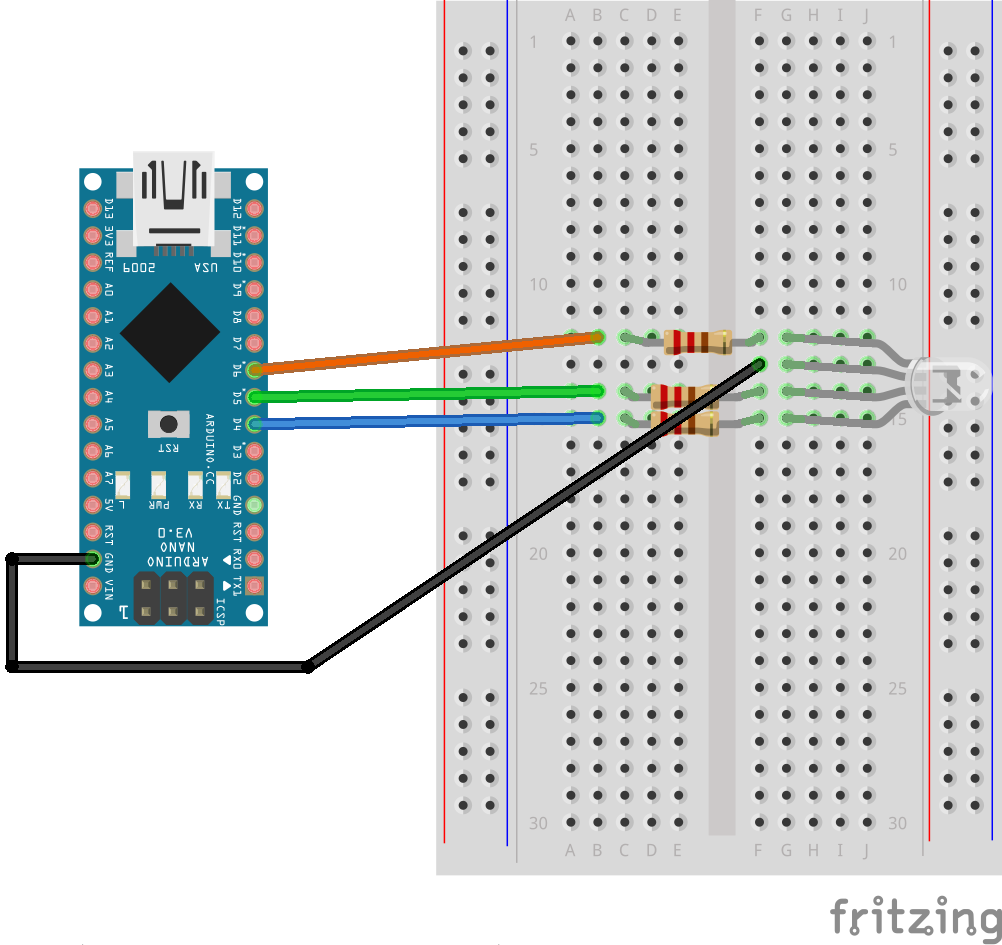 A B C D E F G H I J
1 1
5 5
10 10
15
20 20
25 25
30 30
A B C D E F G H I J
D13
3V3
REF
A0
A1
A2
A3
A4
A5
A6
A7
5V
RST
GND
VIN
D12
D11
D10
D9
D8
D7
D6
D5
D4
D3
D2
GND
RST
RX0
TX1
USA
2009
RST
ARDUINO.CC
TX RX PWR L
ARDUINO
NANO
V3.0
ICSP
1
fritzing